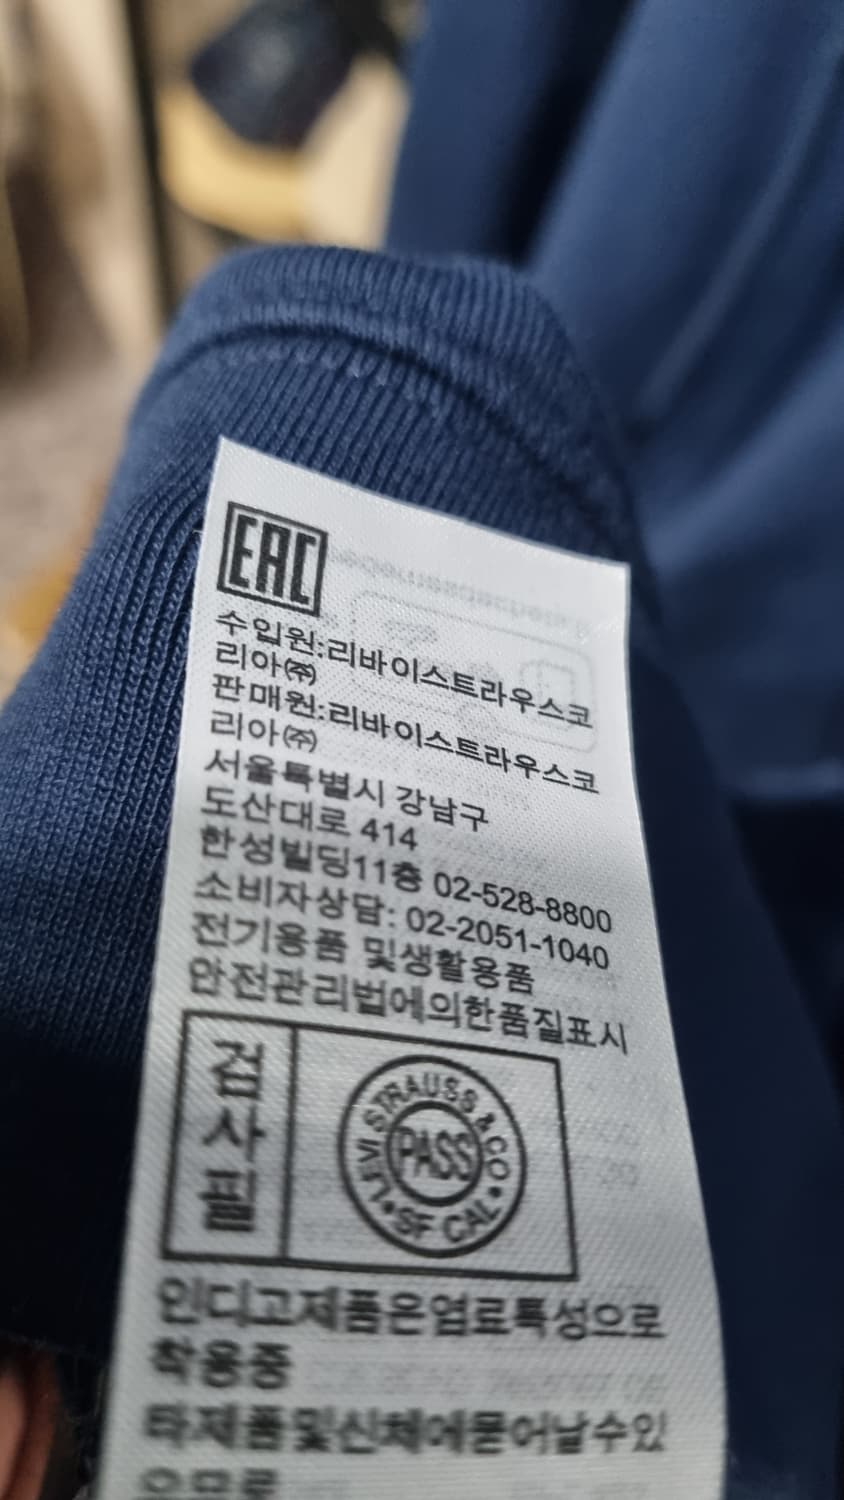 EAC
수입원:리바이스트라우스코
리아㈜
판매원:리바이스트라우스코
리아㈜
서울특별시 강남구
도산대로 414
한성빌딩11층 02-528-8800
소비자상담: 02-2051-1040
전기용품 및생활용품
안전관리법에의한품질표시
검사필
LEVI STRAUSS & CO
PASS
SF CAL
인디고제품은염료특성으로
착용중
타제품및신체에묻어날수있
으므로